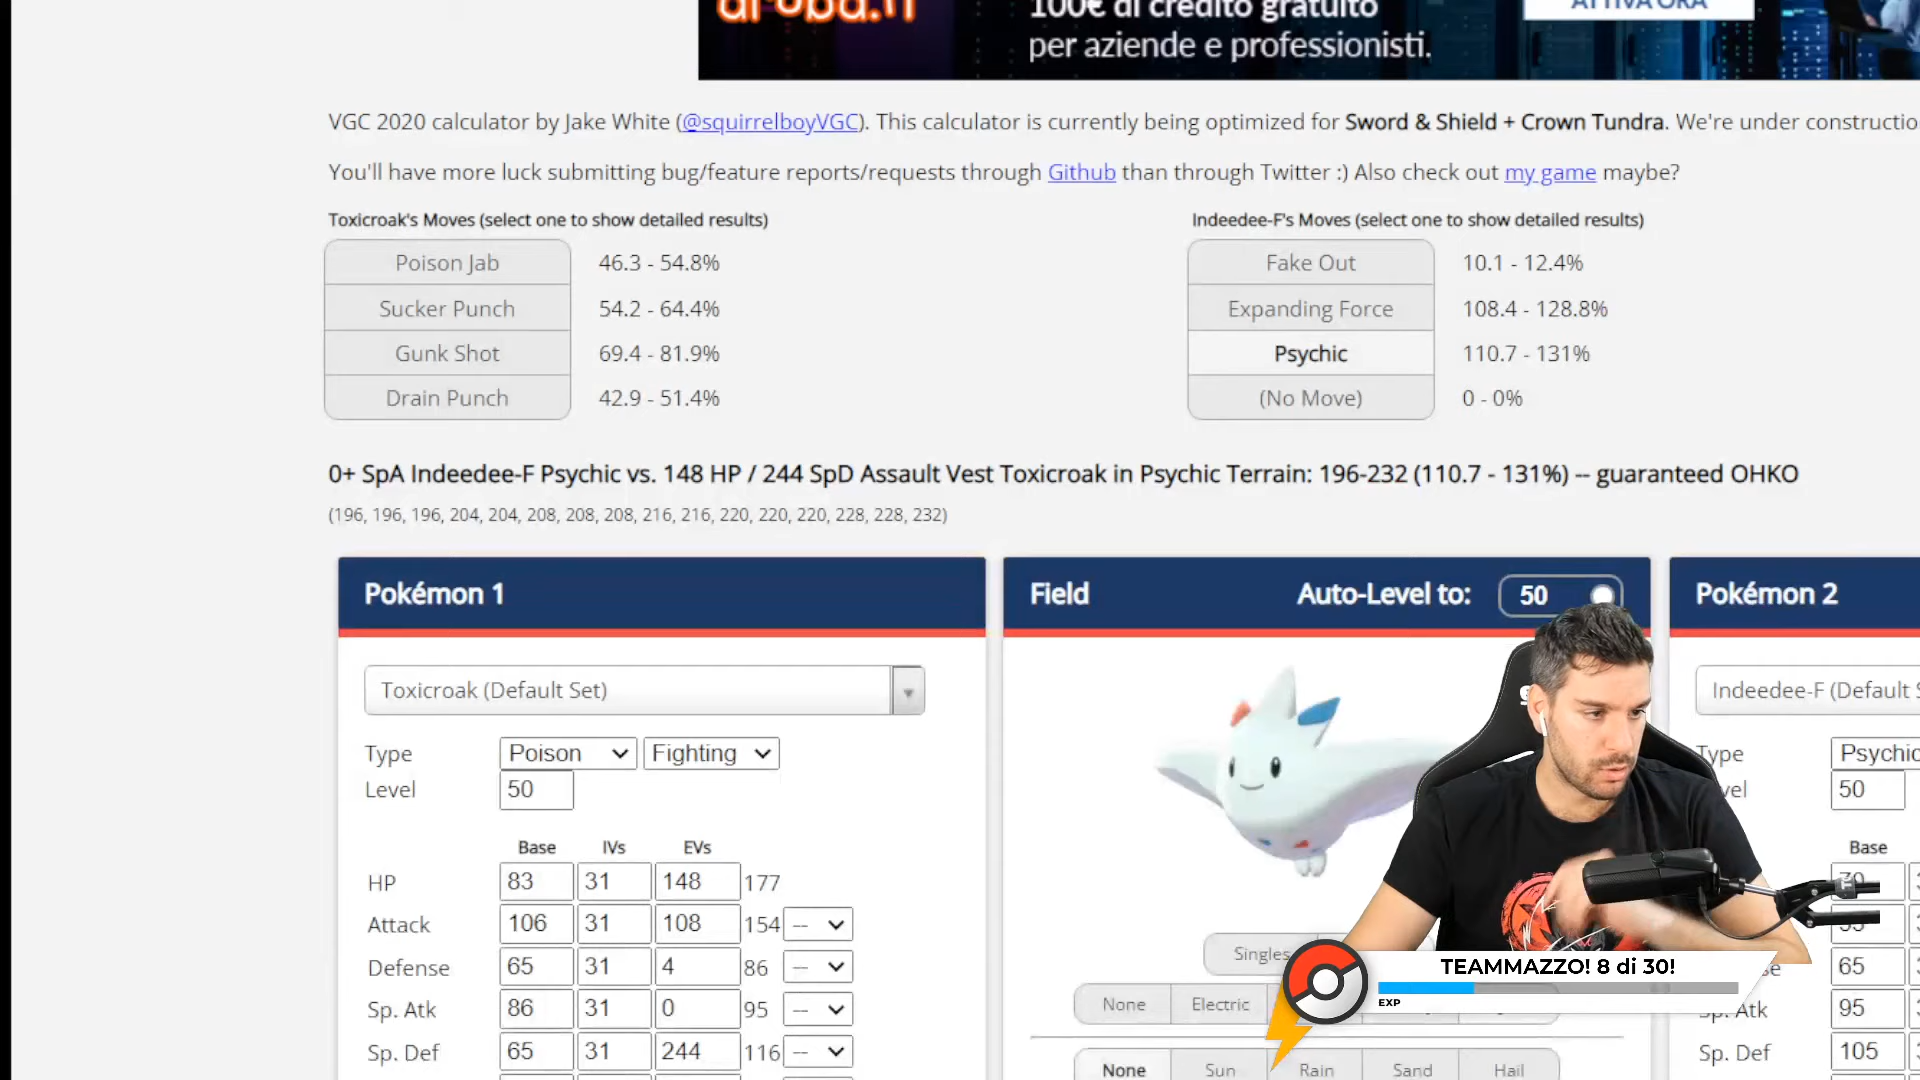 aruba.it
100€ di credito gratuito
ATTIVA ORA
per aziende e professionisti.
VGC 2020 calculator by Jake White (@squirrelboyVGC). This calculator is currently being optimized for Sword & Shield + Crown Tundra. We're under constructio
You'll have more luck submitting bug/feature reports/requests through Github than through Twitter :) Also check out my game maybe?
Toxicroak's Moves (select one to show detailed results)
Poison Jab 46.3 - 54.8%
Sucker Punch 54.2 - 64.4%
Gunk Shot 69.4 - 81.9%
Drain Punch 42.9 - 51.4%
Indeedee-F's Moves (select one to show detailed results)
Fake Out 10.1 - 12.4%
Expanding Force 108.4 - 128.8%
Psychic 110.7 - 131%
(No Move) 0 - 0%
0+ SpA Indeedee-F Psychic vs. 148 HP / 244 SpD Assault Vest Toxicroak in Psychic Terrain: 196-232 (110.7 - 131%) -- guaranteed OHKO
(196, 196, 196, 204, 204, 208, 208, 208, 216, 216, 220, 220, 220, 228, 228, 232)
Pokémon 1
Toxicroak (Default Set)
Type Poison Fighting
Level 50
Base IVs EVs
HP 83 31 148 177
Attack 106 31 108 154 --
Defense 65 31 4 86 --
Sp. Atk 86 31 0 95 --
Sp. Def 65 31 244 116 --
Field Auto-Level to: 50
Singles
None Electric
None Sun Rain Sand Hail
Pokémon 2
Indeedee-F (Default S
Type Psychic
vel 50
Base
65
Sp. Atk 95
Sp. Def 105
TEAMMAZZO! 8 di 30!
EXP